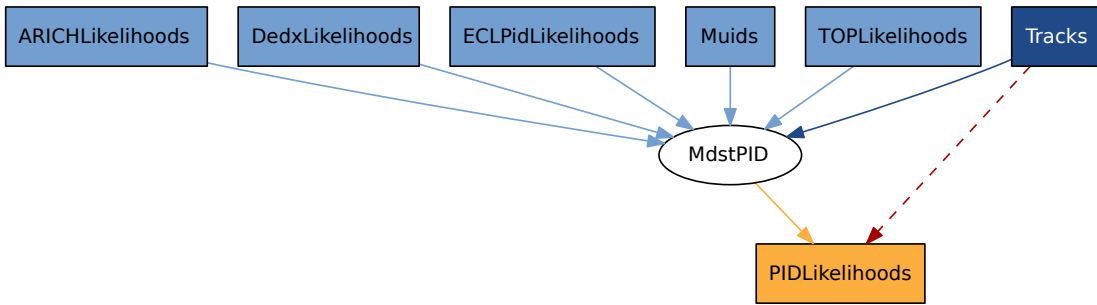 ARICHLikelihoods
DedxLikelihoods
ECLPidLikelihoods
Muids
TOPLikelihoods
Tracks
MdstPID
PIDLikelihoods